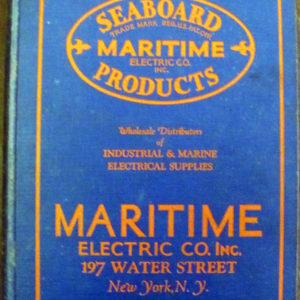 SEABOARD
TRADE MARK REG. U.S. PAT. OFF.
MARITIME
ELECTRIC CO.
INC.
PRODUCTS
Wholesale Distributors
of
INDUSTRIAL & MARINE
ELECTRICAL SUPPLIES
MARITIME
ELECTRIC CO. INC.
197 WATER STREET
New York, N.Y.